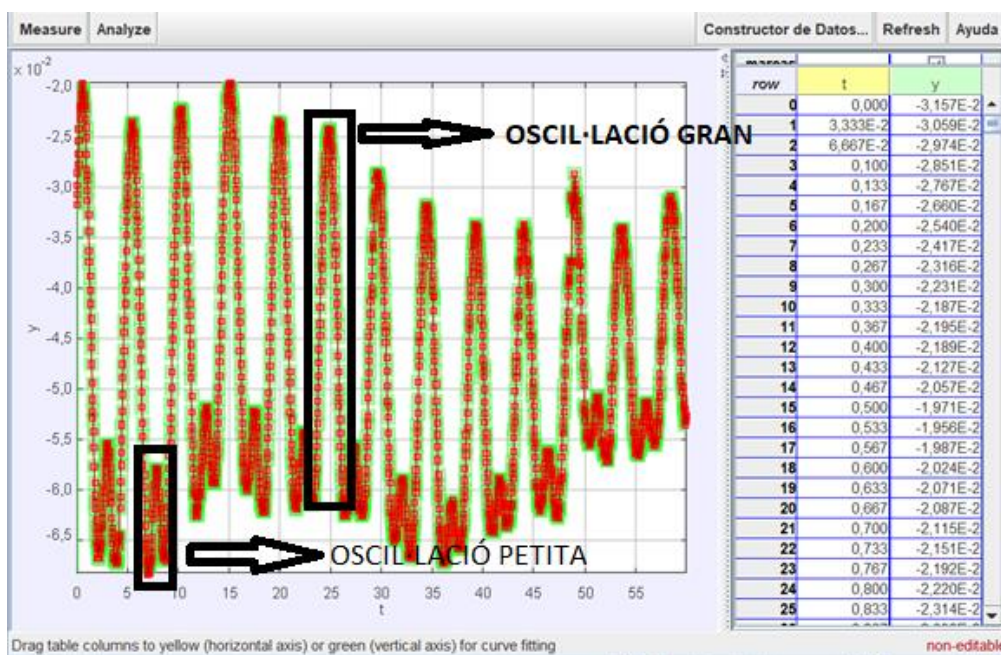 Measure Analyze Constructor de Datos... Refresh Ayuda
× 10⁻²
-2,0
-2,5
-3,0
-3,5
-4,0
-4,5
-5,0
-5,5
-6,0
-6,5
y
0 5 10 15 20 25 30 35 40 45 50 55
t
OSCIL·LACIÓ GRAN
OSCIL·LACIÓ PETITA
row t y
0 0,000 -3,157E-2
1 3,333E-2 -3,059E-2
2 6,667E-2 -2,974E-2
3 0,100 -2,851E-2
4 0,133 -2,767E-2
5 0,167 -2,660E-2
6 0,200 -2,540E-2
7 0,233 -2,417E-2
8 0,267 -2,316E-2
9 0,300 -2,231E-2
10 0,333 -2,187E-2
11 0,367 -2,195E-2
12 0,400 -2,189E-2
13 0,433 -2,127E-2
14 0,467 -2,057E-2
15 0,500 -1,971E-2
16 0,533 -1,956E-2
17 0,567 -1,987E-2
18 0,600 -2,024E-2
19 0,633 -2,071E-2
20 0,667 -2,087E-2
21 0,700 -2,115E-2
22 0,733 -2,151E-2
23 0,767 -2,192E-2
24 0,800 -2,220E-2
25 0,833 -2,314E-2
Drag table columns to yellow (horizontal axis) or green (vertical axis) for curve fitting non-editable